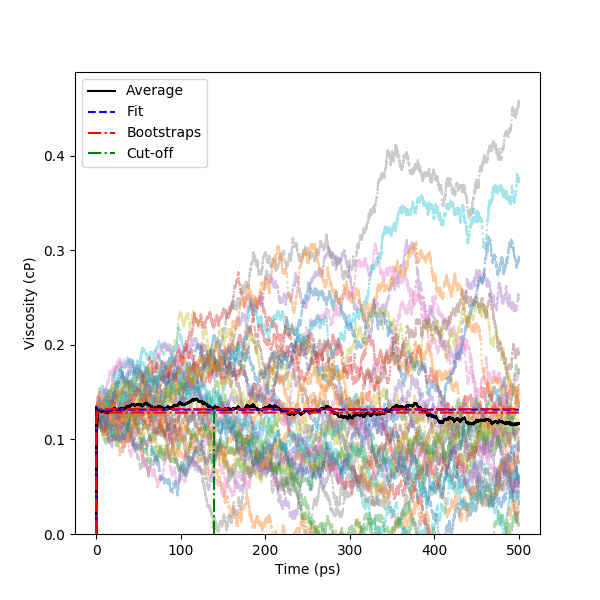 Average
Fit
Bootstraps
Cut-off
0.4
0.3
0.2
0.1
0.0
Viscosity (cP)
0 100 200 300 400 500
Time (ps)